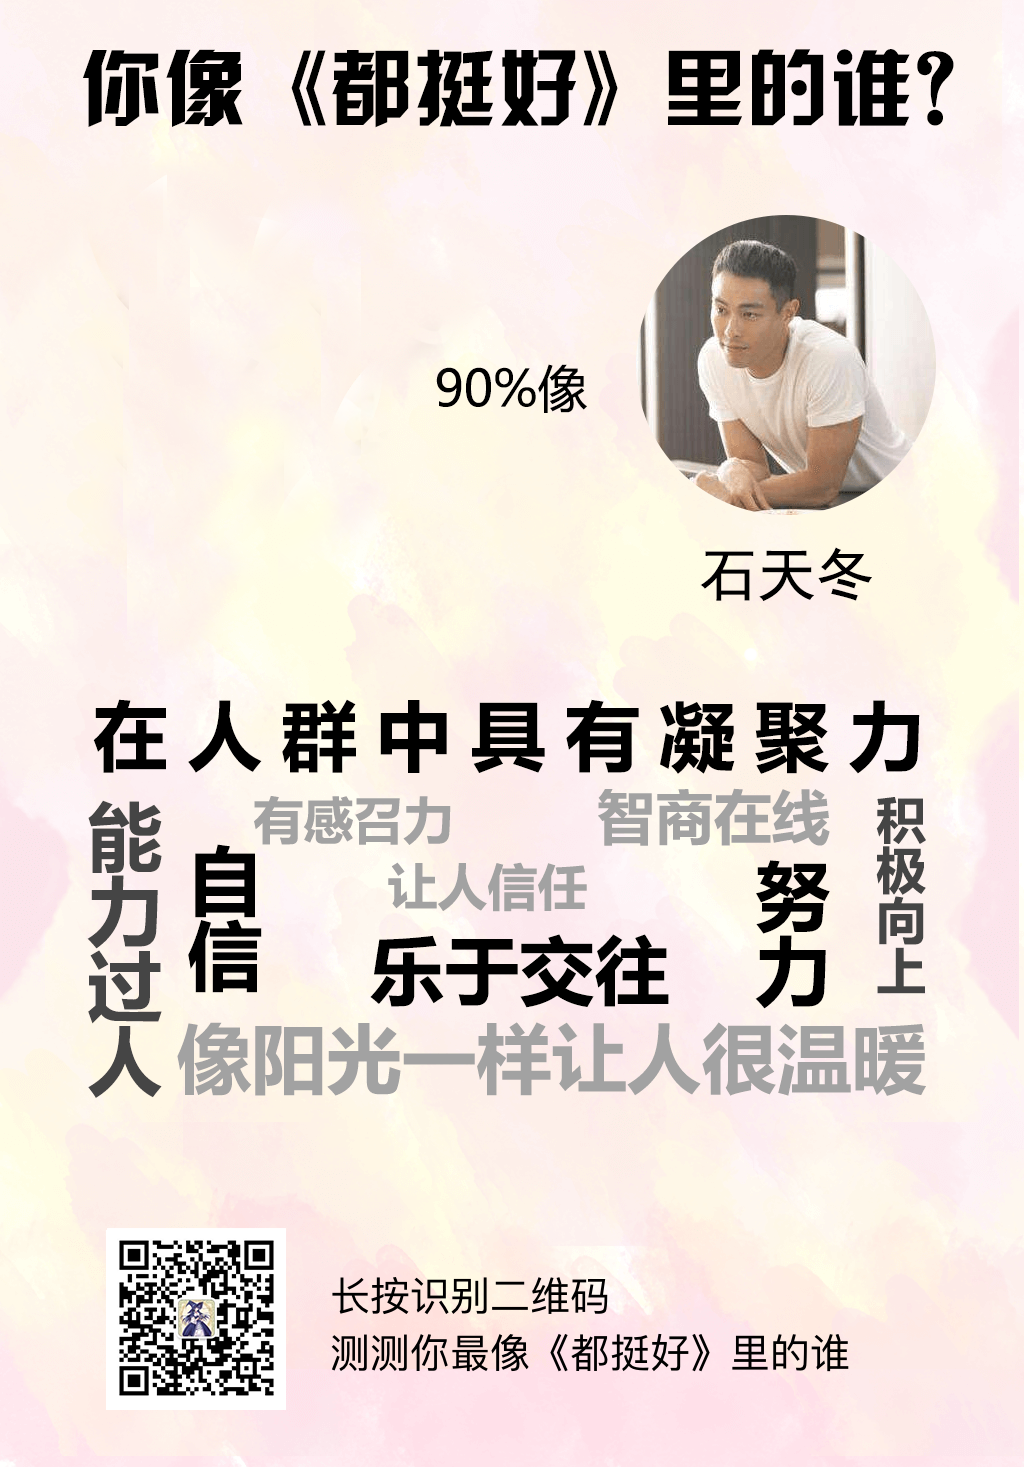 你像《都挺好》里的谁?
90%像
石天冬
在人群中具有凝聚力
能力过人
有感召力
智商在线
积极向上
自信
让人信任
努力
乐于交往
像阳光一样让人很温暖
长按识别二维码
测测你最像《都挺好》里的谁